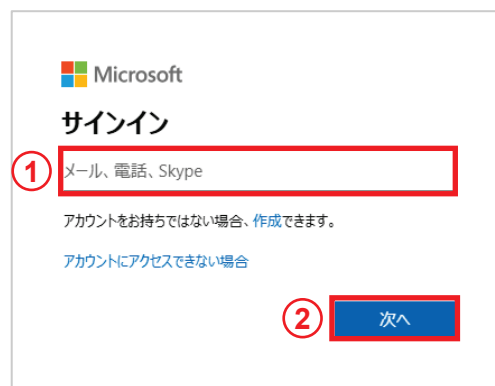 Microsoft
サインイン
① メール、電話、Skype
アカウントをお持ちではない場合、作成できます。
アカウントにアクセスできない場合
② 次へ